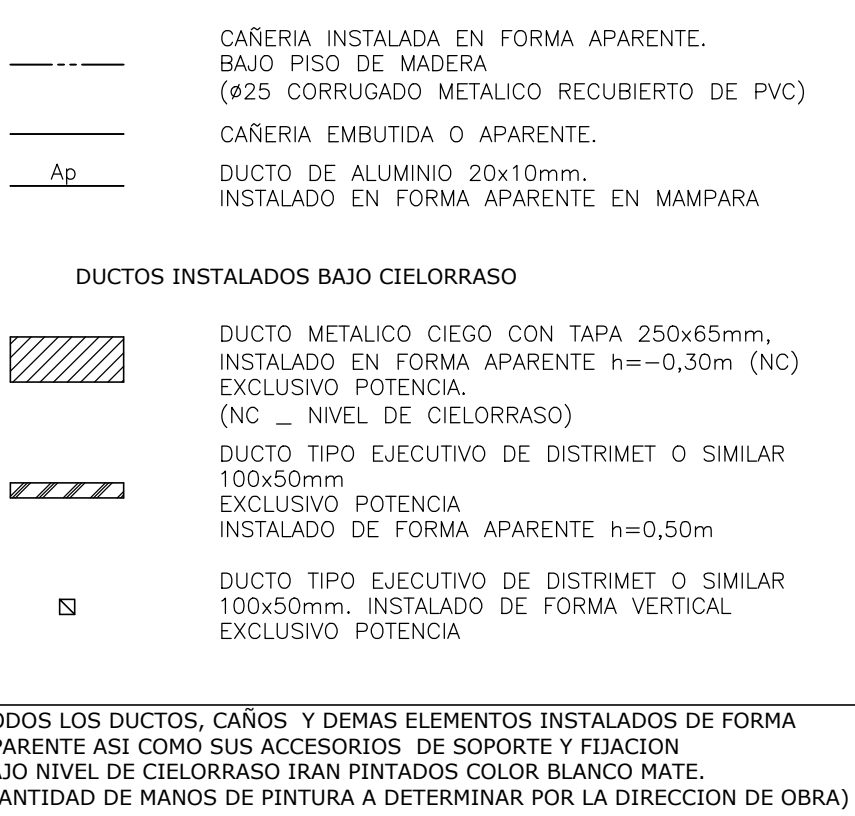 CAÑERIA INSTALADA EN FORMA APARENTE.
BAJO PISO DE MADERA
(ø25 CORRUGADO METALICO RECUBIERTO DE PVC)
CAÑERIA EMBUTIDA O APARENTE.
Ap
DUCTO DE ALUMINIO 20x10mm.
INSTALADO EN FORMA APARENTE EN MAMPARA
DUCTOS INSTALADOS BAJO CIELORRASO
DUCTO METALICO CIEGO CON TAPA 250x65mm,
INSTALADO EN FORMA APARENTE h=−0,30m (NC)
EXCLUSIVO POTENCIA.
(NC _ NIVEL DE CIELORRASO)
DUCTO TIPO EJECUTIVO DE DISTRIMET O SIMILAR
100x50mm
EXCLUSIVO POTENCIA
INSTALADO DE FORMA APARENTE h=0,50m
DUCTO TIPO EJECUTIVO DE DISTRIMET O SIMILAR
100x50mm. INSTALADO DE FORMA VERTICAL
EXCLUSIVO POTENCIA
ODOS LOS DUCTOS, CAÑOS Y DEMAS ELEMENTOS INSTALADOS DE FORMA
PARENTE ASI COMO SUS ACCESORIOS DE SOPORTE Y FIJACION
AJO NIVEL DE CIELORRASO IRAN PINTADOS COLOR BLANCO MATE.
ANTIDAD DE MANOS DE PINTURA A DETERMINAR POR LA DIRECCION DE OBRA)